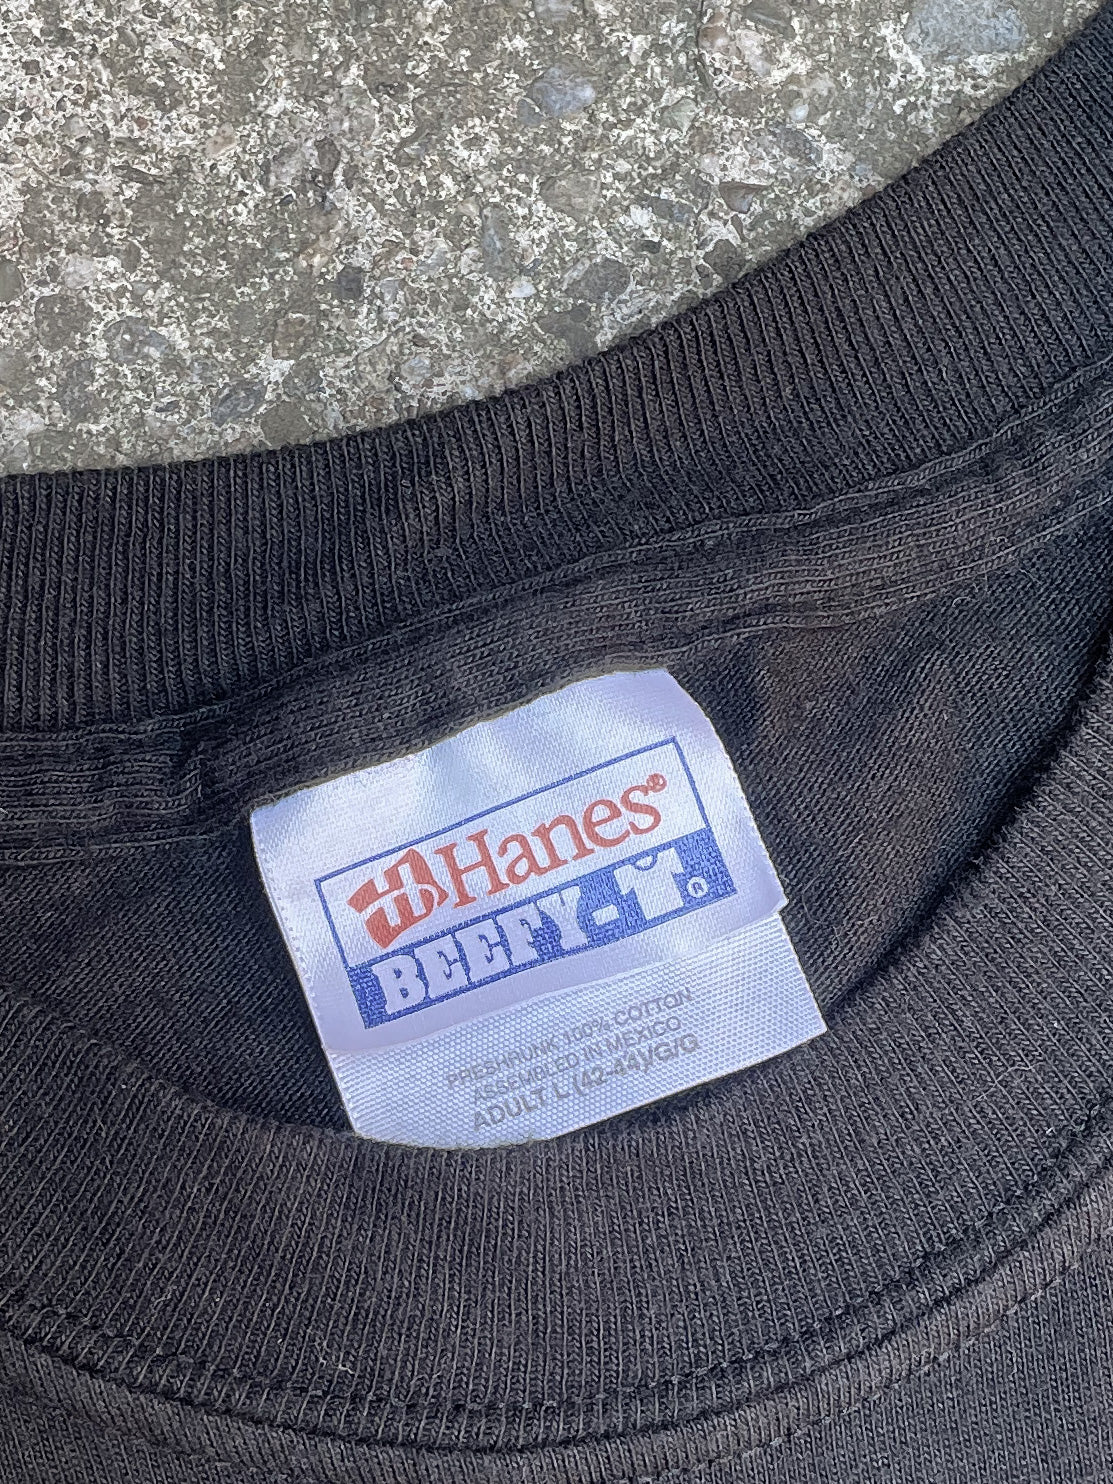 Hanes®
BEEFY-T.®
PRESHRUNK 100% COTTON
ASSEMBLED IN MEXICO
ADULT L (42-44)/G/G